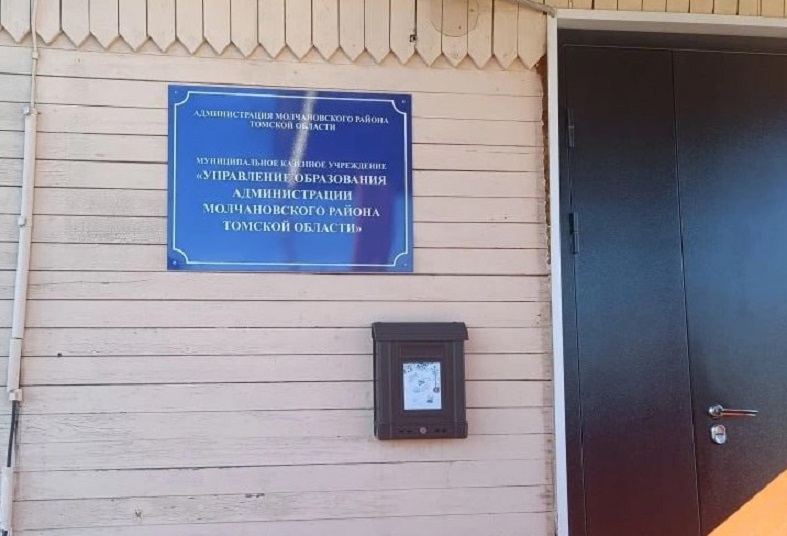 АДМИНИСТРАЦИЯ МОЛЧАНОВСКОГО РАЙОНА
ТОМСКОЙ ОБЛАСТИ
МУНИЦИПАЛЬНОЕ КАЗЕННОЕ УЧРЕЖДЕНИЕ
«УПРАВЛЕНИЕ ОБРАЗОВАНИЯ
АДМИНИСТРАЦИИ
МОЛЧАНОВСКОГО РАЙОНА
ТОМСКОЙ ОБЛАСТИ»